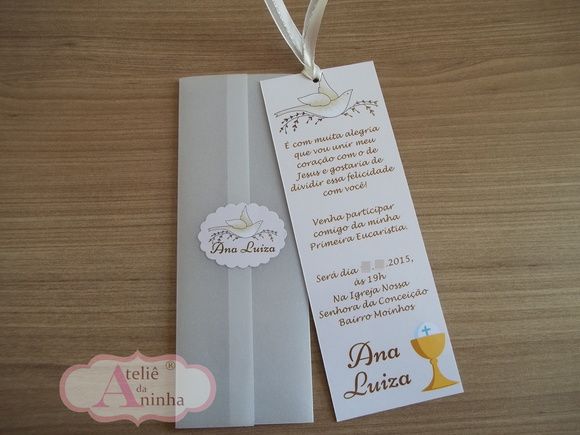 É com muita alegria
que vou unir meu
coração com o de
Jesus e gostaria de
dividir essa felicidade
com você!
Venha participar
comigo da minha
Primeira Eucaristia.
Será dia . .2015,
às 19h
Na Igreja Nossa
Senhora da Conceição
Bairro Moinhos
Ana
Luiza
Ana Luiza
Ateliê ®
da
Aninha